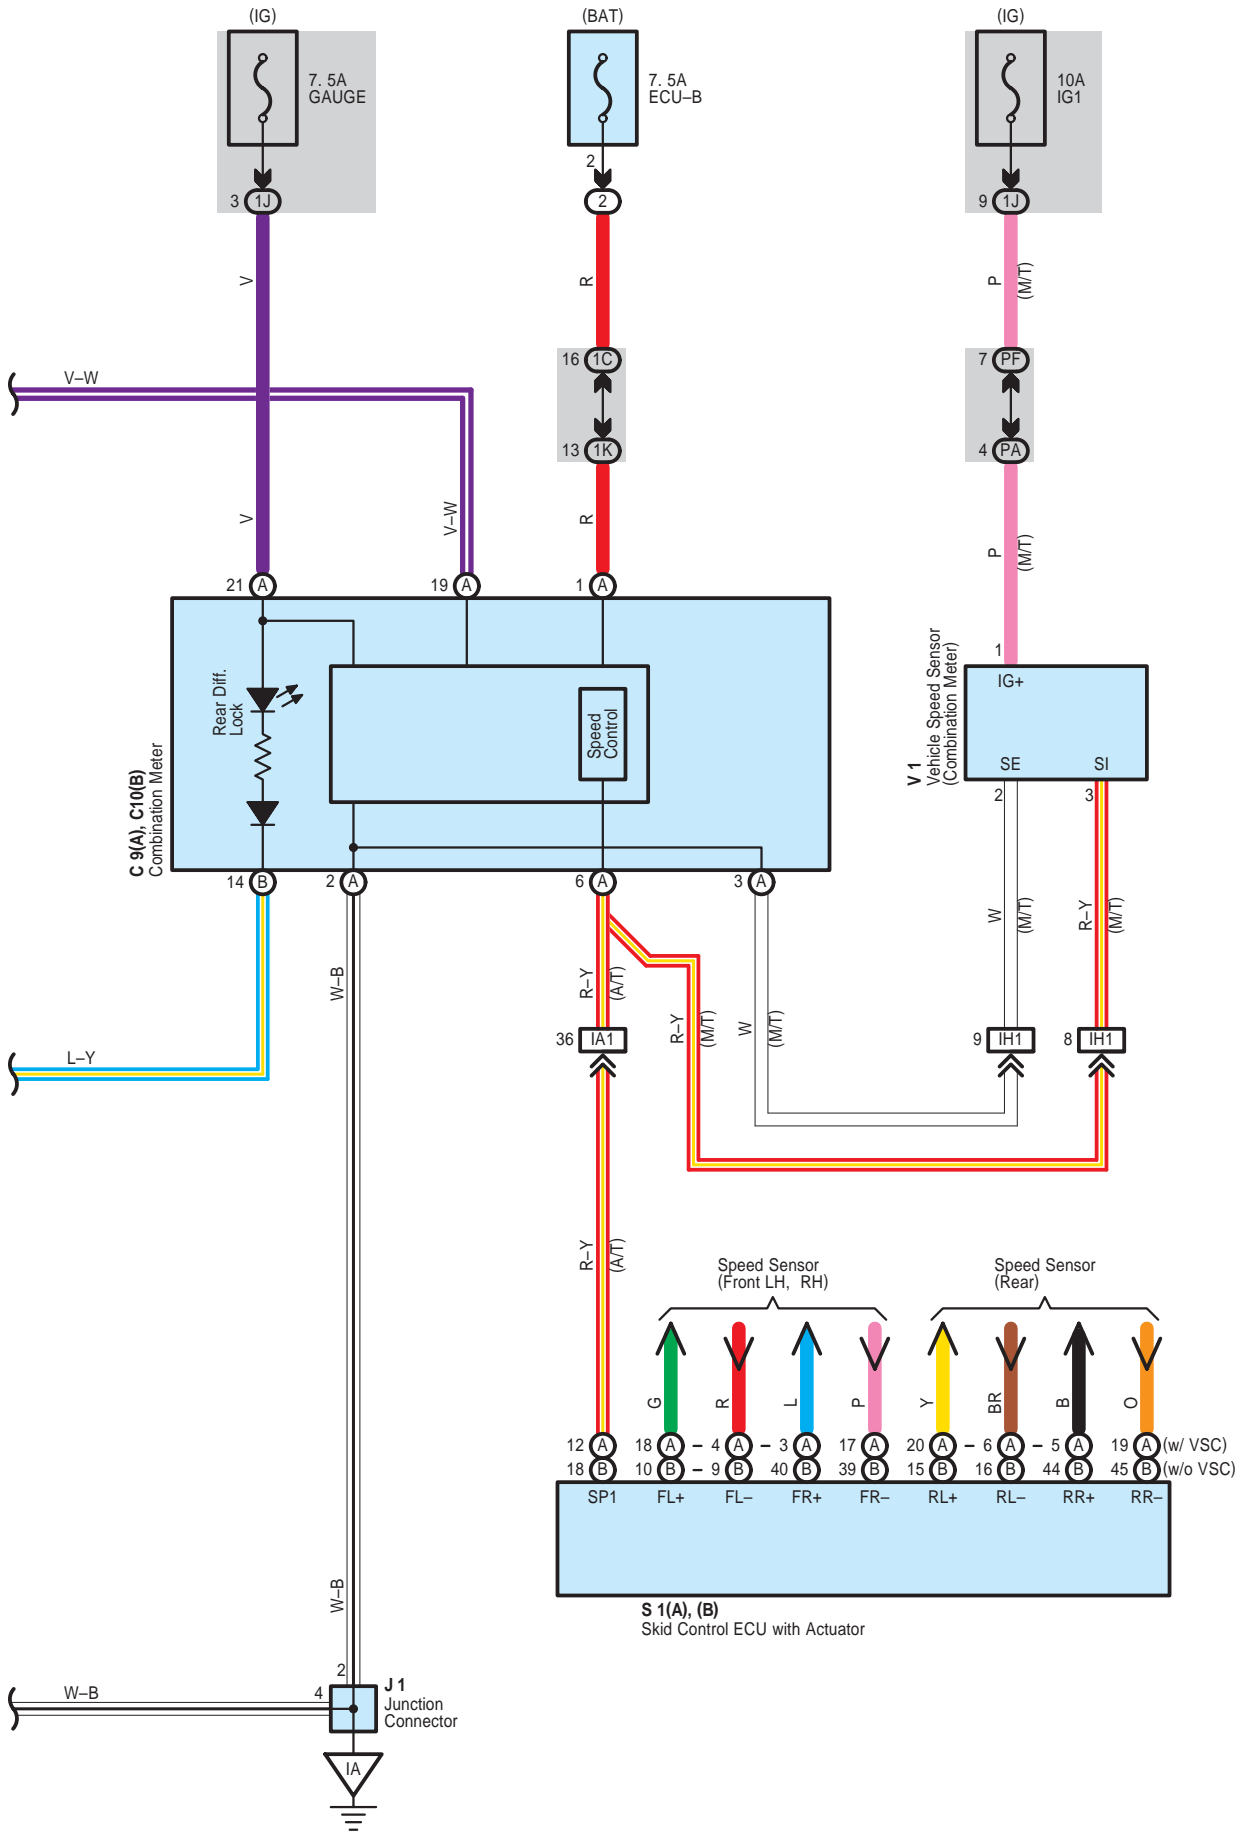 (IG)
(BAT)
(IG)
7. 5A
GAUGE
7. 5A
ECU–B
10A
IG1
2
3 1J
2
9 1J
V
R
P
(M/T)
16 1C
7 PF
V–W
13 1K
4 PA
V
V–W
R
P
(M/T)
21 A
19 A
1 A
1
IG+
SE
SI
2
3
V 1
Vehicle Speed Sensor
(Combination Meter)
Rear Diff.
Lock
Speed
Control
C 9(A), C10(B)
Combination Meter
14 B
2 A
6 A
3 A
W–B
R–Y
(A/T)
R–Y
(M/T)
W
(M/T)
W
(M/T)
R–Y
(M/T)
36 IA1
9 IH1
8 IH1
L–Y
R–Y
(A/T)
Speed Sensor
(Front LH, RH)
Speed Sensor
(Rear)
G
R
L
P
Y
BR
B
O
12 A 18 A – 4 A – 3 A 17 A 20 A – 6 A – 5 A 19 A (w/ VSC)
18 B 10 B – 9 B 40 B 39 B 15 B 16 B 44 B 45 B (w/o VSC)
SP1 FL+ FL– FR+ FR– RL+ RL– RR+ RR–
S 1(A), (B)
Skid Control ECU with Actuator
W–B
2
W–B
4
J 1
Junction
Connector
IA